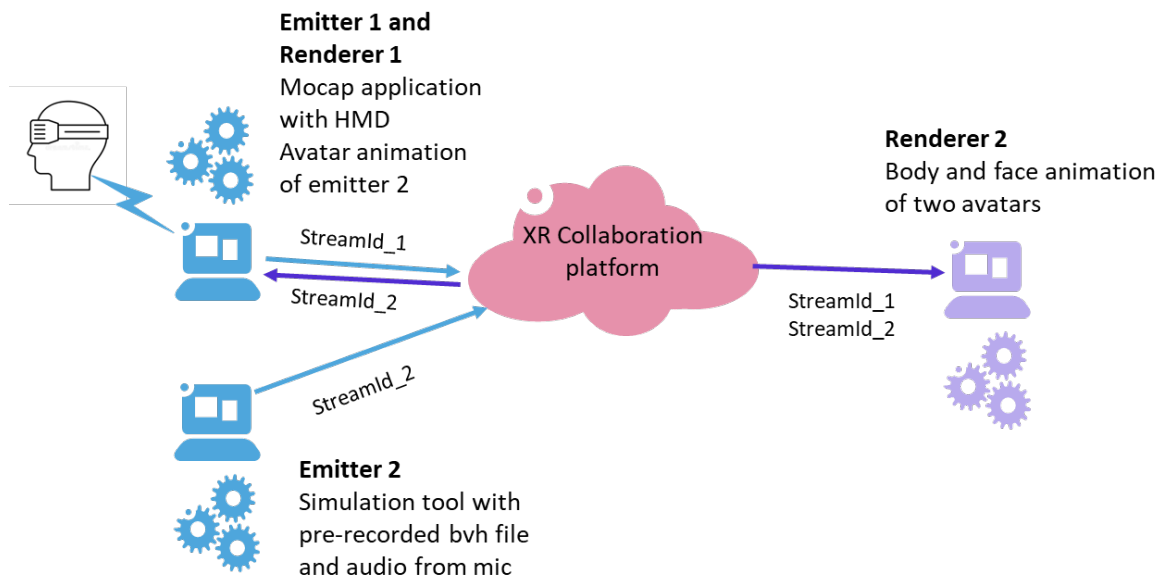 Emitter 1 and
Renderer 1
Mocap application
with HMD
Avatar animation
of emitter 2
StreamId_1
StreamId_2
XR Collaboration
platform
Renderer 2
Body and face animation
of two avatars
StreamId_1
StreamId_2
StreamId_2
Emitter 2
Simulation tool with
pre-recorded bvh file
and audio from mic